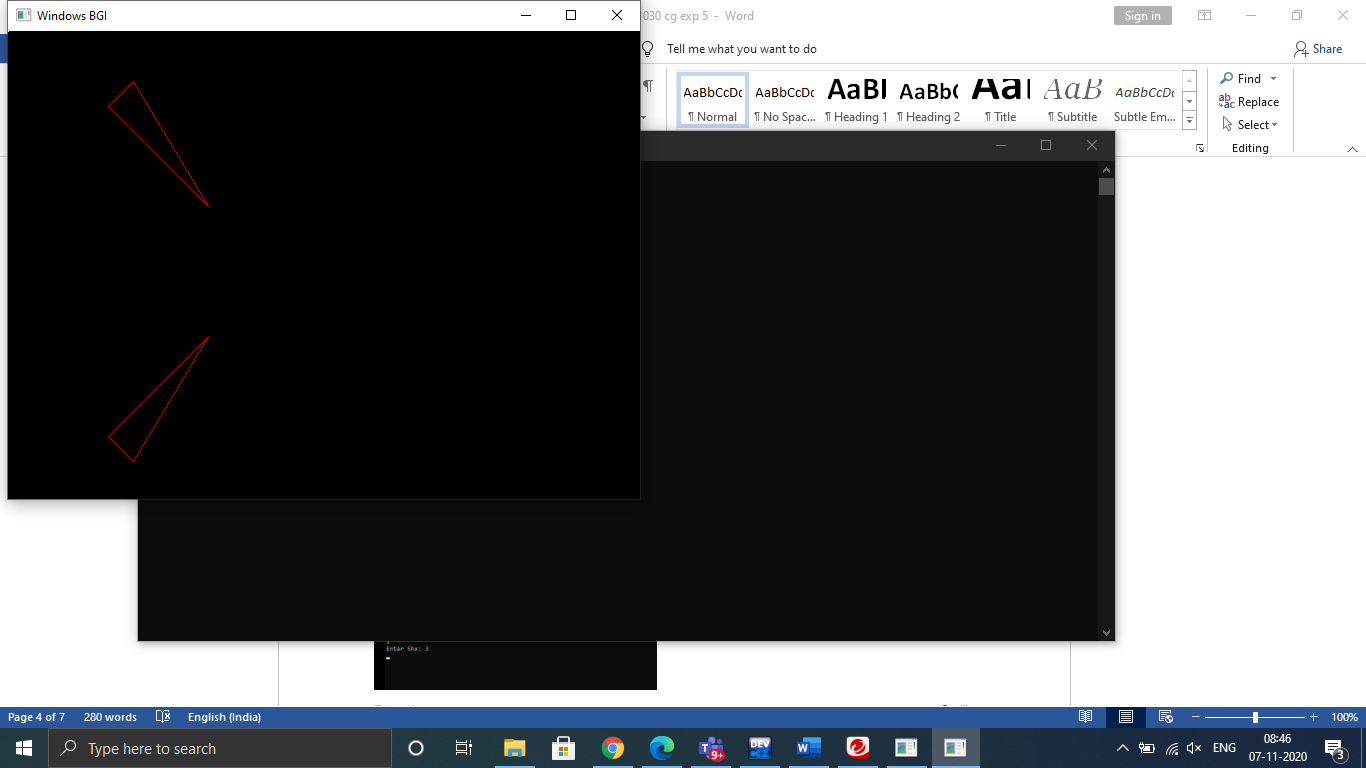 Windows BGI
030 cg exp 5 - Word
Sign in
Tell me what you want to do
Share
¶
AaBbCcDc
AaBbCcDc
AaBl
AaBbC
AaI
AaB
AaBbCcDc
¶ Normal
¶ No Spac...
¶ Heading 1
¶ Heading 2
¶ Title
¶ Subtitle
Subtle Em...
Find
Replace
Select
Editing
Enter Shx: 3
Page 4 of 7
280 words
English (India)
100%
Type here to search
9+
DEV
ENG
08:46
07-11-2020
3